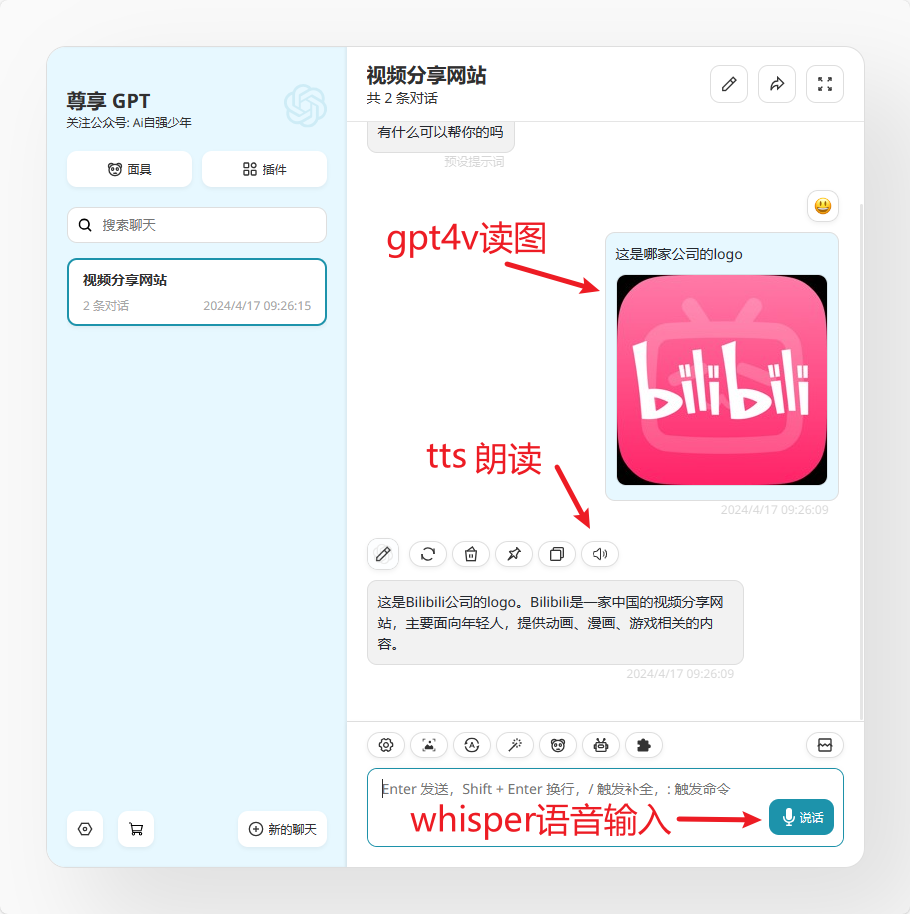 尊享 GPT
关注公众号: Ai自强少年
面具
插件
搜索聊天
视频分享网站
2 条对话
2024/4/17 09:26:15
新的聊天
视频分享网站
共 2 条对话
有什么可以帮你的吗
预设提示词
gpt4v读图
这是哪家公司的logo
bilibili
2024/4/17 09:26:09
tts 朗读
这是Bilibili公司的logo。Bilibili是一家中国的视频分享网
站，主要面向年轻人，提供动画、漫画、游戏相关的内
容。
2024/4/17 09:26:09
Enter 发送，Shift + Enter 换行，/ 触发补全，: 触发命令
whisper语音输入
说话